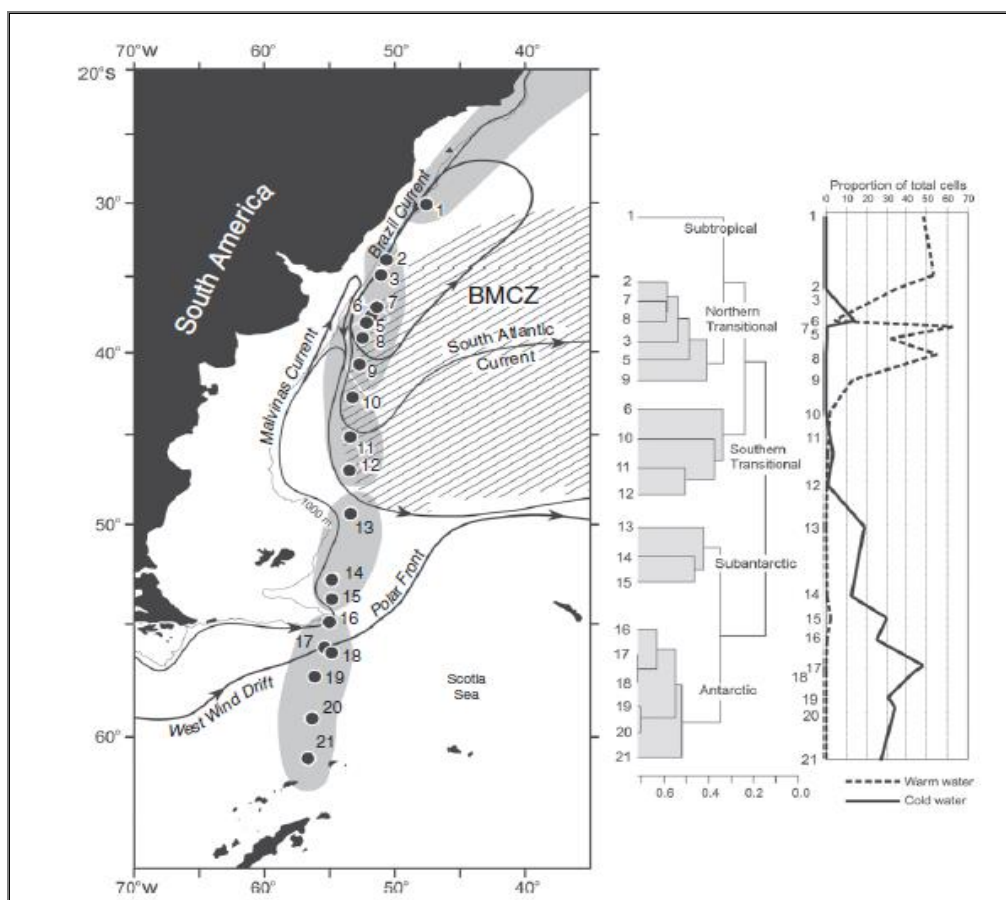 70°W 60° 50° 40°
20°S
30°
40°
50°
60°
70°W 60° 50° 40°
South America
Brazil Current
Malvinas Current
BMCZ
South Atlantic
Current
1000 m
Polar Front
West Wind Drift
Scotia
Sea
1
2
3
7
6
5
8
9
10
11
12
13
14
15
16
17
18
19
20
21
1
Subtropical
2
7
8
3
5
9
Northern
Transitional
6
10
11
12
Southern
Transitional
13
14
15
Subantarctic
16
17
18
19
20
21
Antarctic
0.6 0.4 0.2 0.0
Proportion of total cells
0 10 20 30 40 50 60 70
1
2
3
6
7
5
8
9
10
11
12
13
14
15
16
17
18
19
20
21
Warm water
Cold water